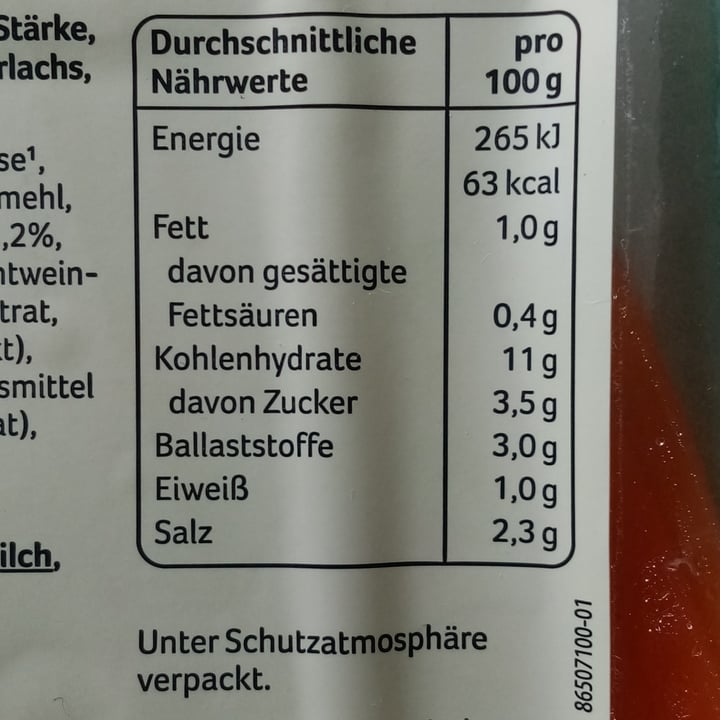 Stärke,
rlachs,
se¹,
mehl,
,2%,
ntwein-
trat,
t),
smittel
at),
ilch,
Durchschnittliche pro
Nährwerte 100 g
Energie 265 kJ
63 kcal
Fett 1,0 g
davon gesättigte
Fettsäuren 0,4 g
Kohlenhydrate 11 g
davon Zucker 3,5 g
Ballaststoffe 3,0 g
Eiweiß 1,0 g
Salz 2,3 g
Unter Schutzatmosphäre
verpackt.
86507100-01